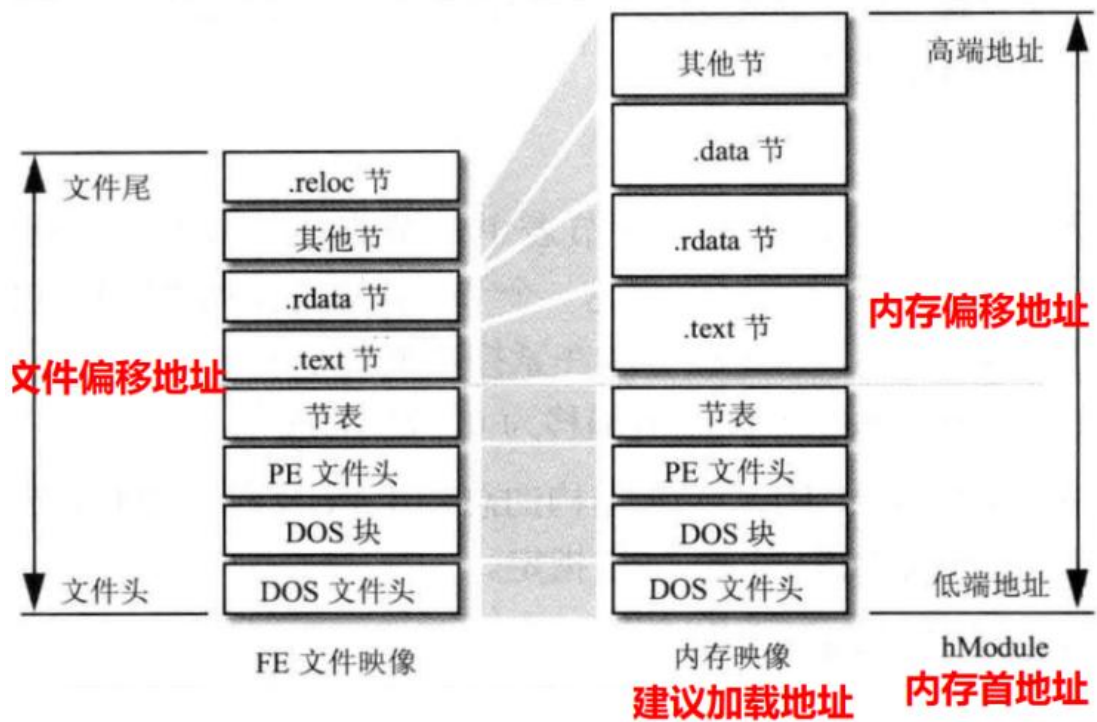 其他节
高端地址
.data 节
文件尾
.reloc 节
其他节
.rdata 节
.rdata 节
内存偏移地址
.text 节
.text 节
文件偏移地址
节表
节表
PE 文件头
PE 文件头
DOS 块
DOS 块
文件头
DOS 文件头
DOS 文件头
低端地址
FE 文件映像
内存映像
hModule
建议加载地址
内存首地址